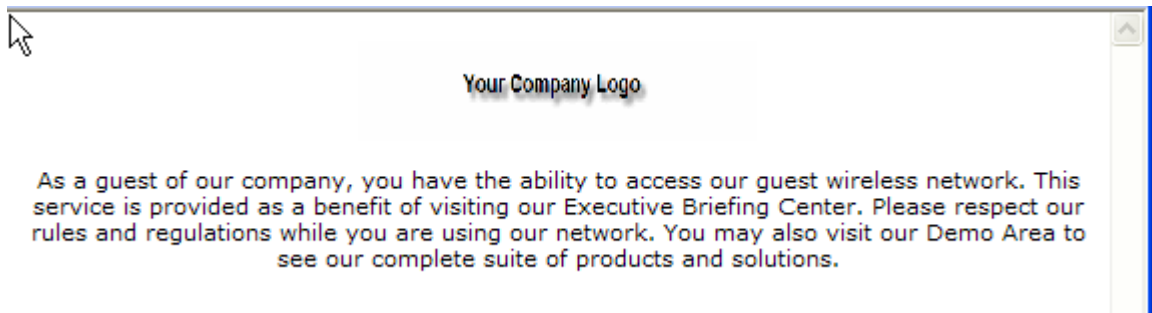 Your Company Logo
As a guest of our company, you have the ability to access our guest wireless network. This
service is provided as a benefit of visiting our Executive Briefing Center. Please respect our
rules and regulations while you are using our network. You may also visit our Demo Area to
see our complete suite of products and solutions.